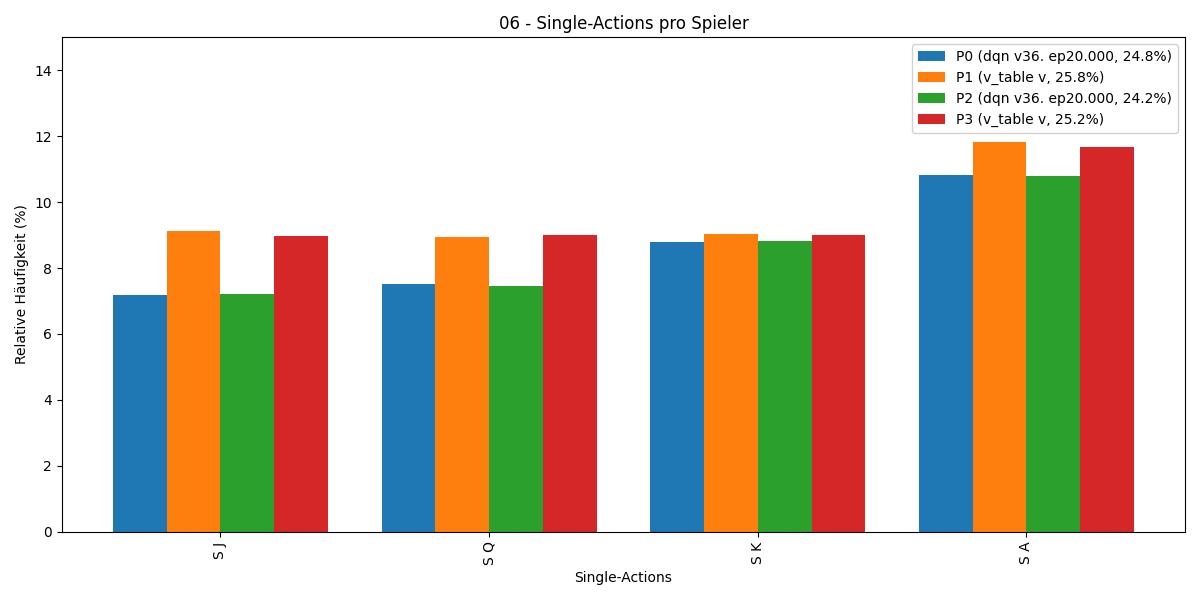 06 - Single-Actions pro Spieler
P0 (dqn v36. ep20.000, 24.8%)
P1 (v_table v, 25.8%)
P2 (dqn v36. ep20.000, 24.2%)
P3 (v_table v, 25.2%)
Relative Häufigkeit (%)
14
12
10
8
6
4
2
0
S J
S Q
S K
S A
Single-Actions